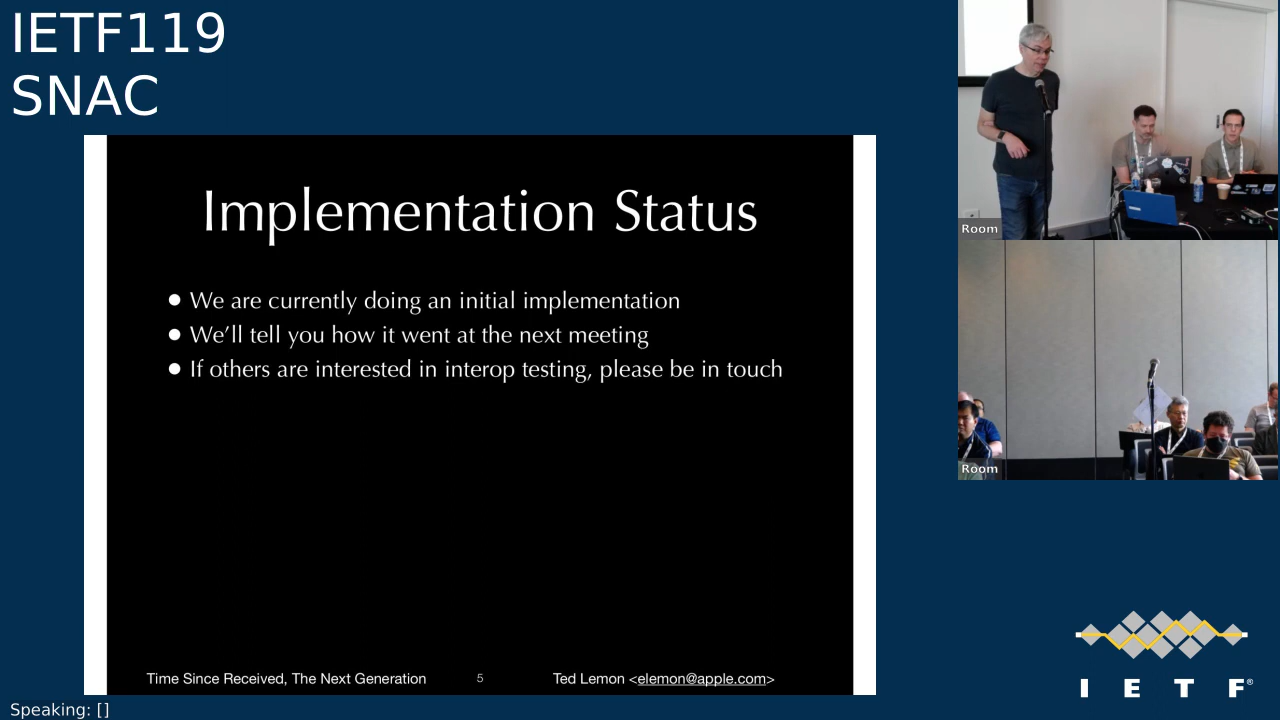 IETF119
SNAC
Implementation Status
• We are currently doing an initial implementation
• We’ll tell you how it went at the next meeting
• If others are interested in interop testing, please be in touch
Time Since Received, The Next Generation 5 Ted Lemon <elemon@apple.com>
Room
Room
I E T F®
Speaking: []